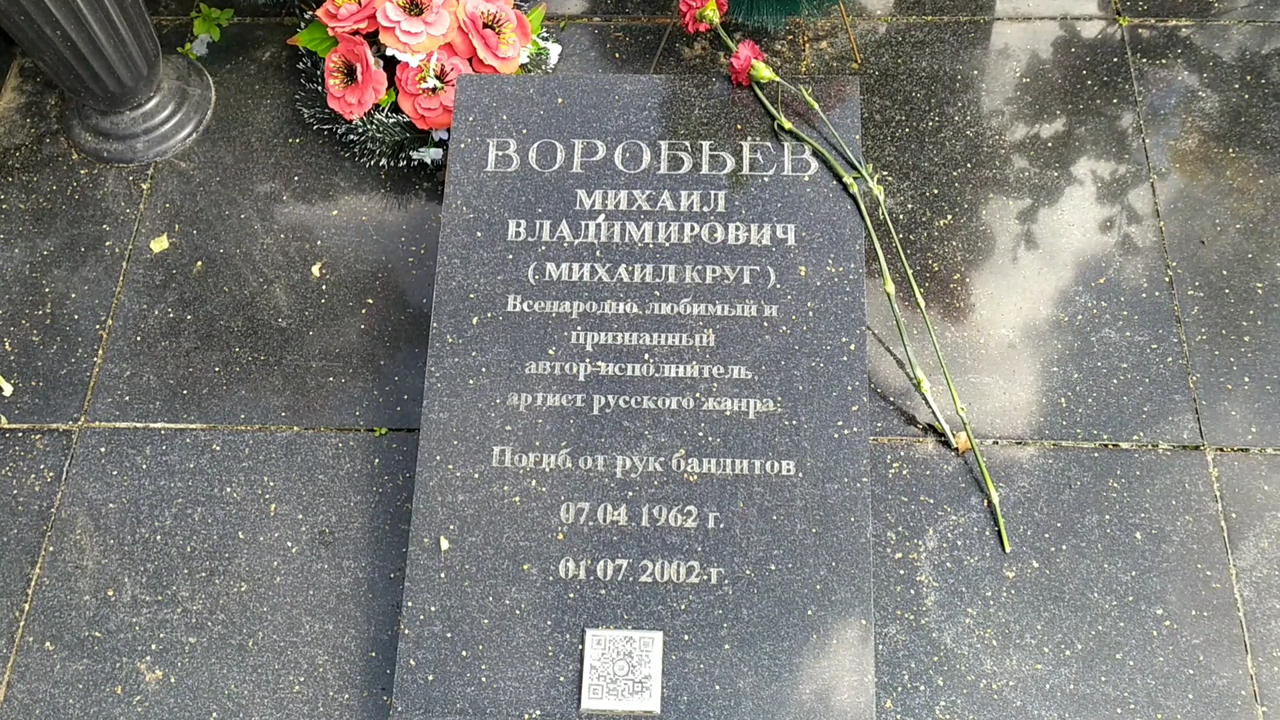 ВОРОБЬЕВ
МИХАИЛ
ВЛАДИМИРОВИЧ
(МИХАИЛ КРУГ)
Всенародно любимый и
признанный
автор-исполнитель,
артист русского жанра.
Погиб от рук бандитов.
07.04.1962 г.
01.07.2002 г.